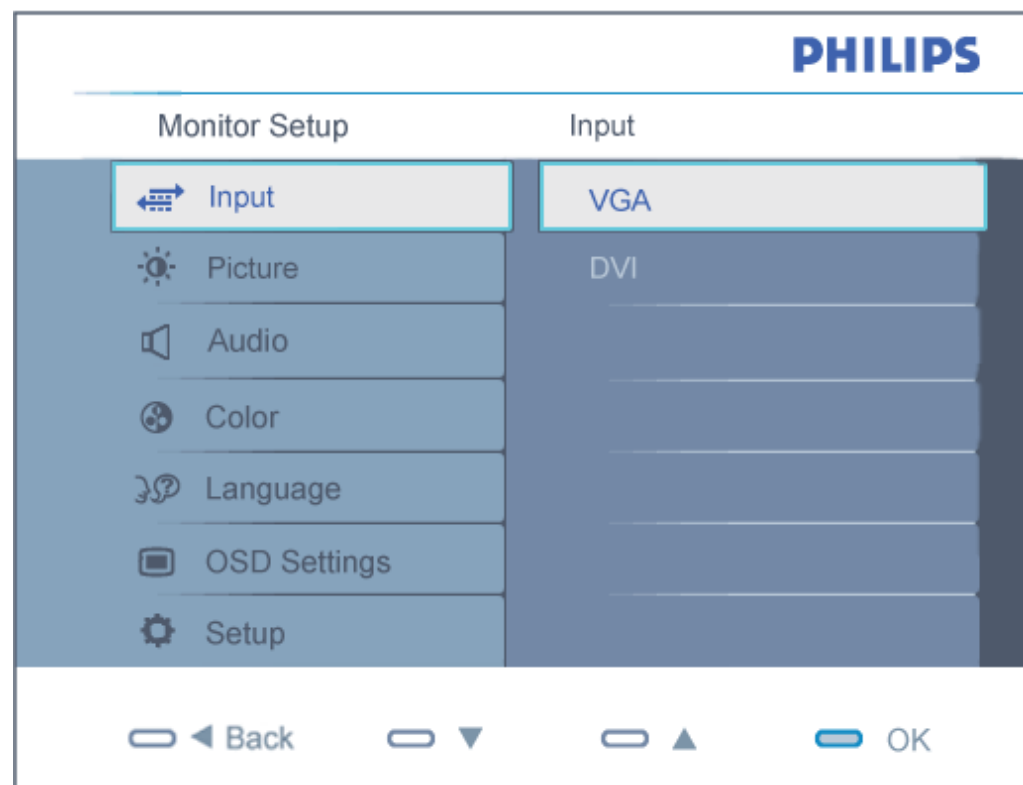 PHILIPS
Monitor Setup
Input
Input
VGA
Picture
DVI
Audio
Color
Language
OSD Settings
Setup
Back
OK